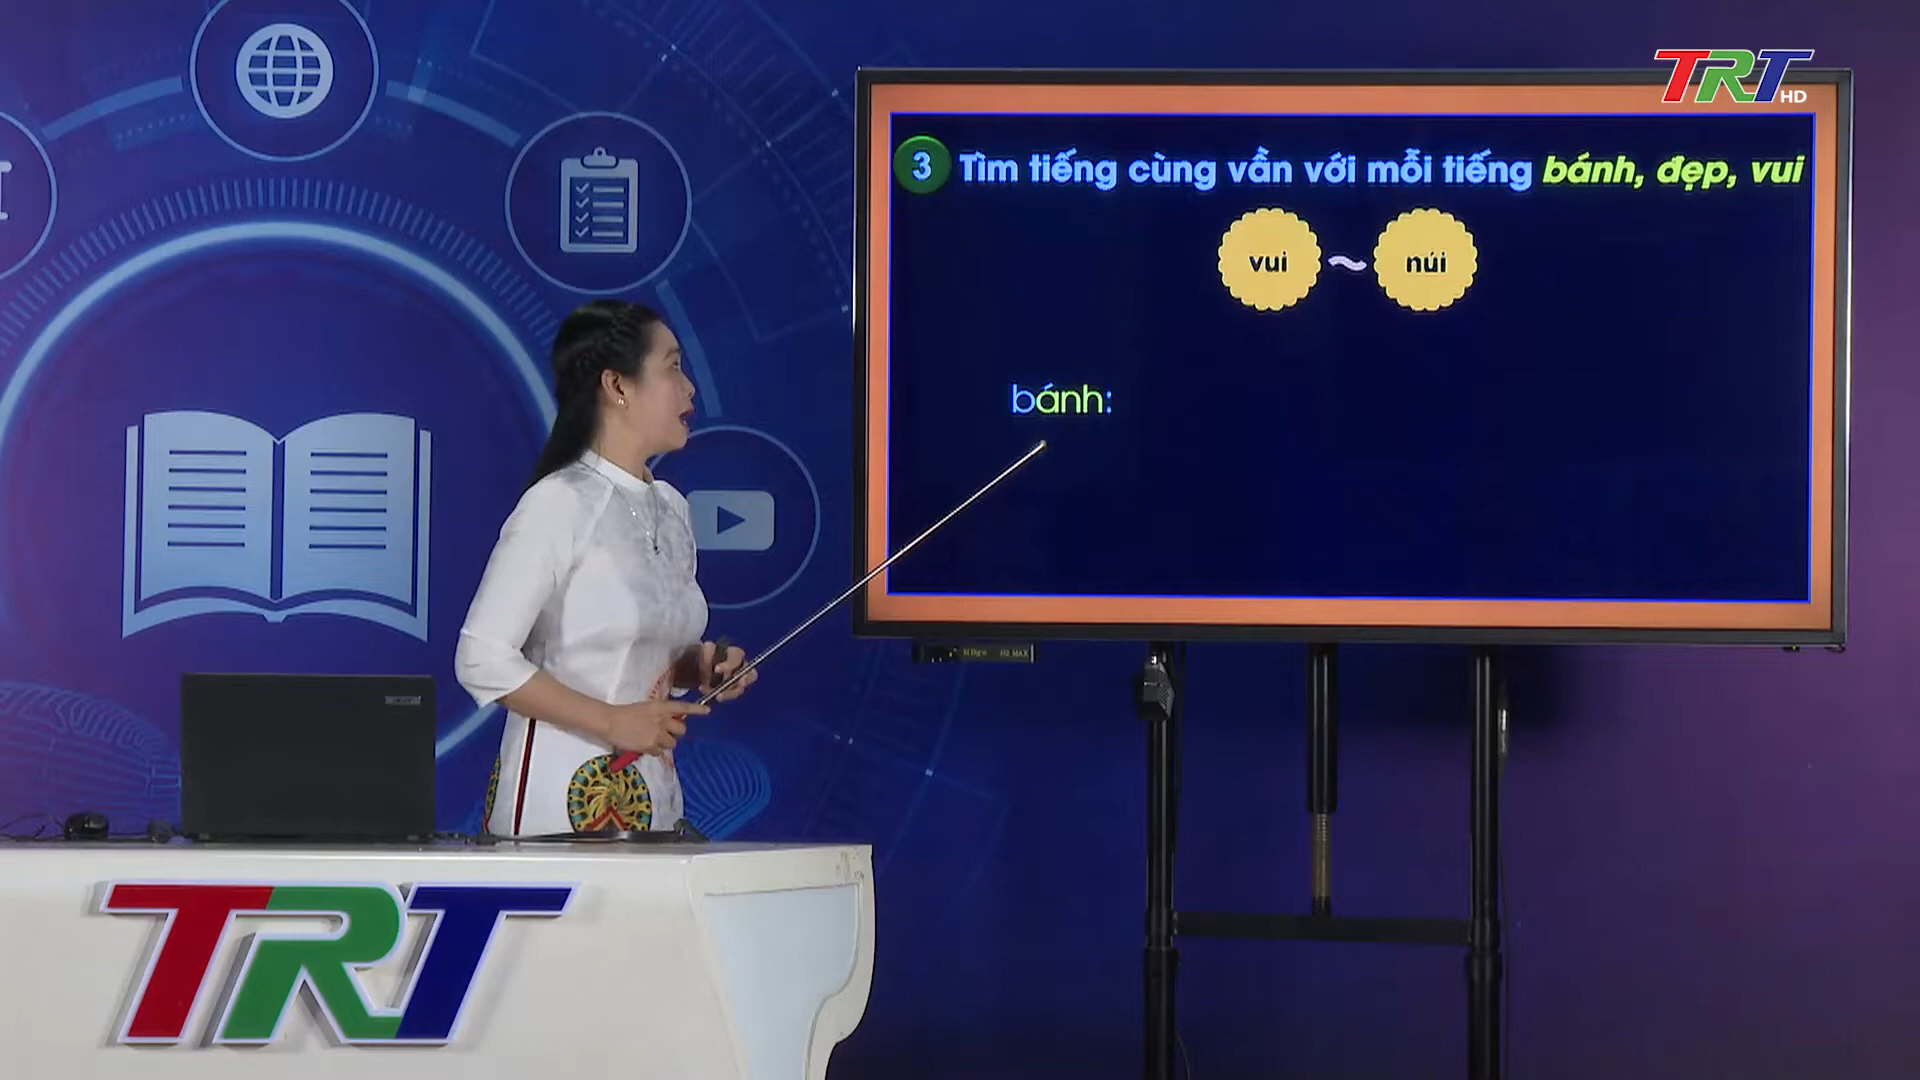 TRT HD
3 Tìm tiếng cùng vần với mỗi tiếng bánh, đẹp, vui
vui ~ núi
bánh:
TRT